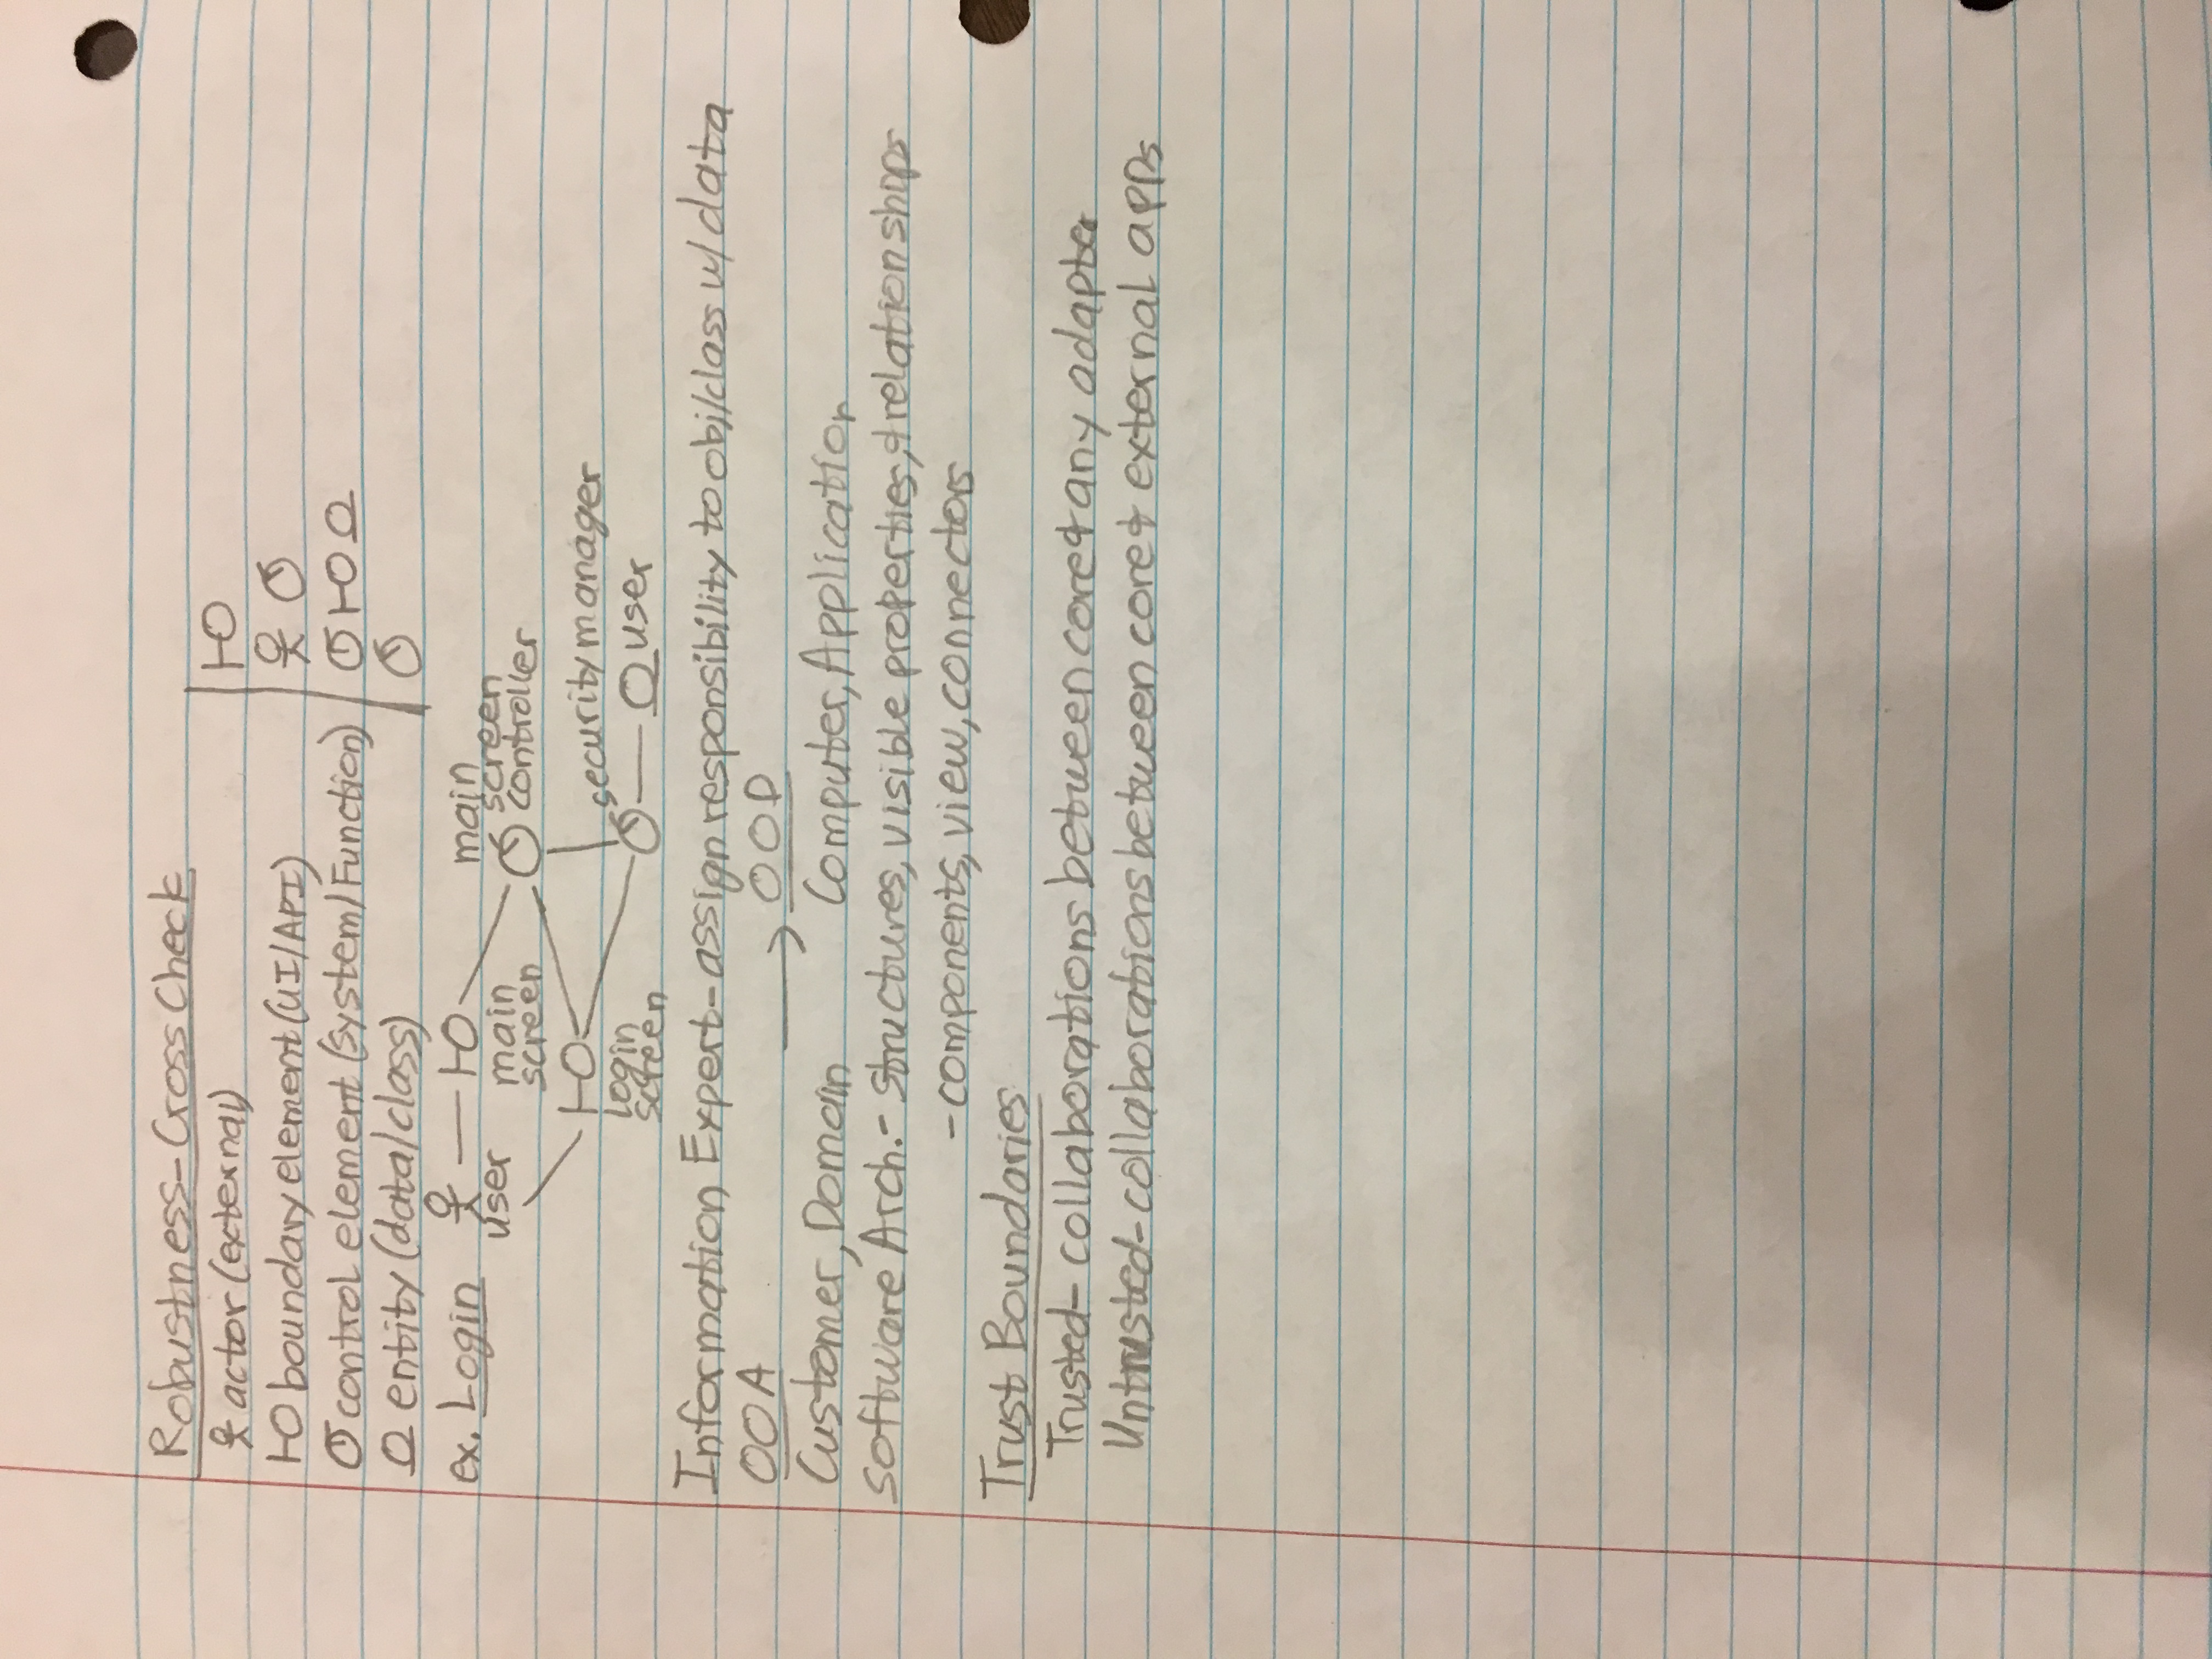 Robustness-Cross Check
actor (external)
boundary element (UI/API)
control element (System/Function)
entity (data/class)
ex. Login
user
main
screen
main
screen
controller
login
screen
security manager
user
Information Expert-assign responsibility to obj/class w/ data
OOA → OOD
Customer, Domain Computer, Application
Software Arch.- structures, visible properties, & relationships
-components, view, connectors
Trust Boundaries
Trusted- collaborations between core & any adapter
Untrusted-collaborations between core & external apps